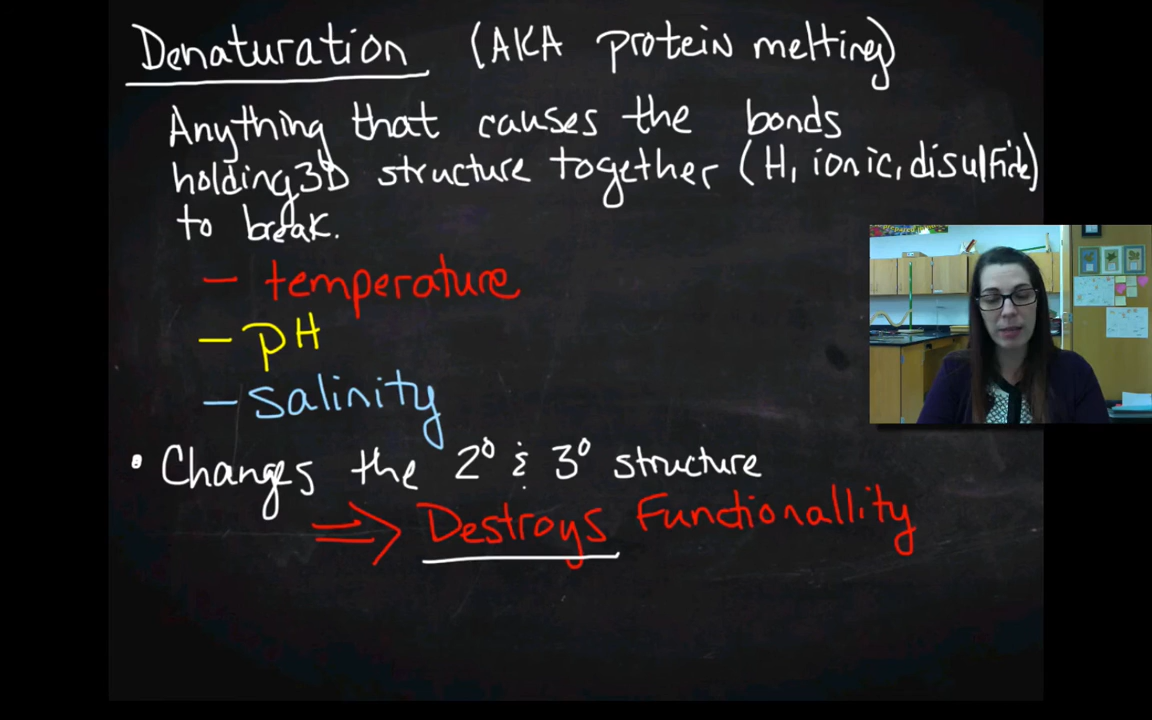 Denaturation (AKA protein melting)
Anything that causes the bonds
holding 3D structure together (H, ionic, disulfide)
to break.
- temperature
- pH
- salinity
• Changes the 2° & 3° structure
⇒ Destroys Functionallity